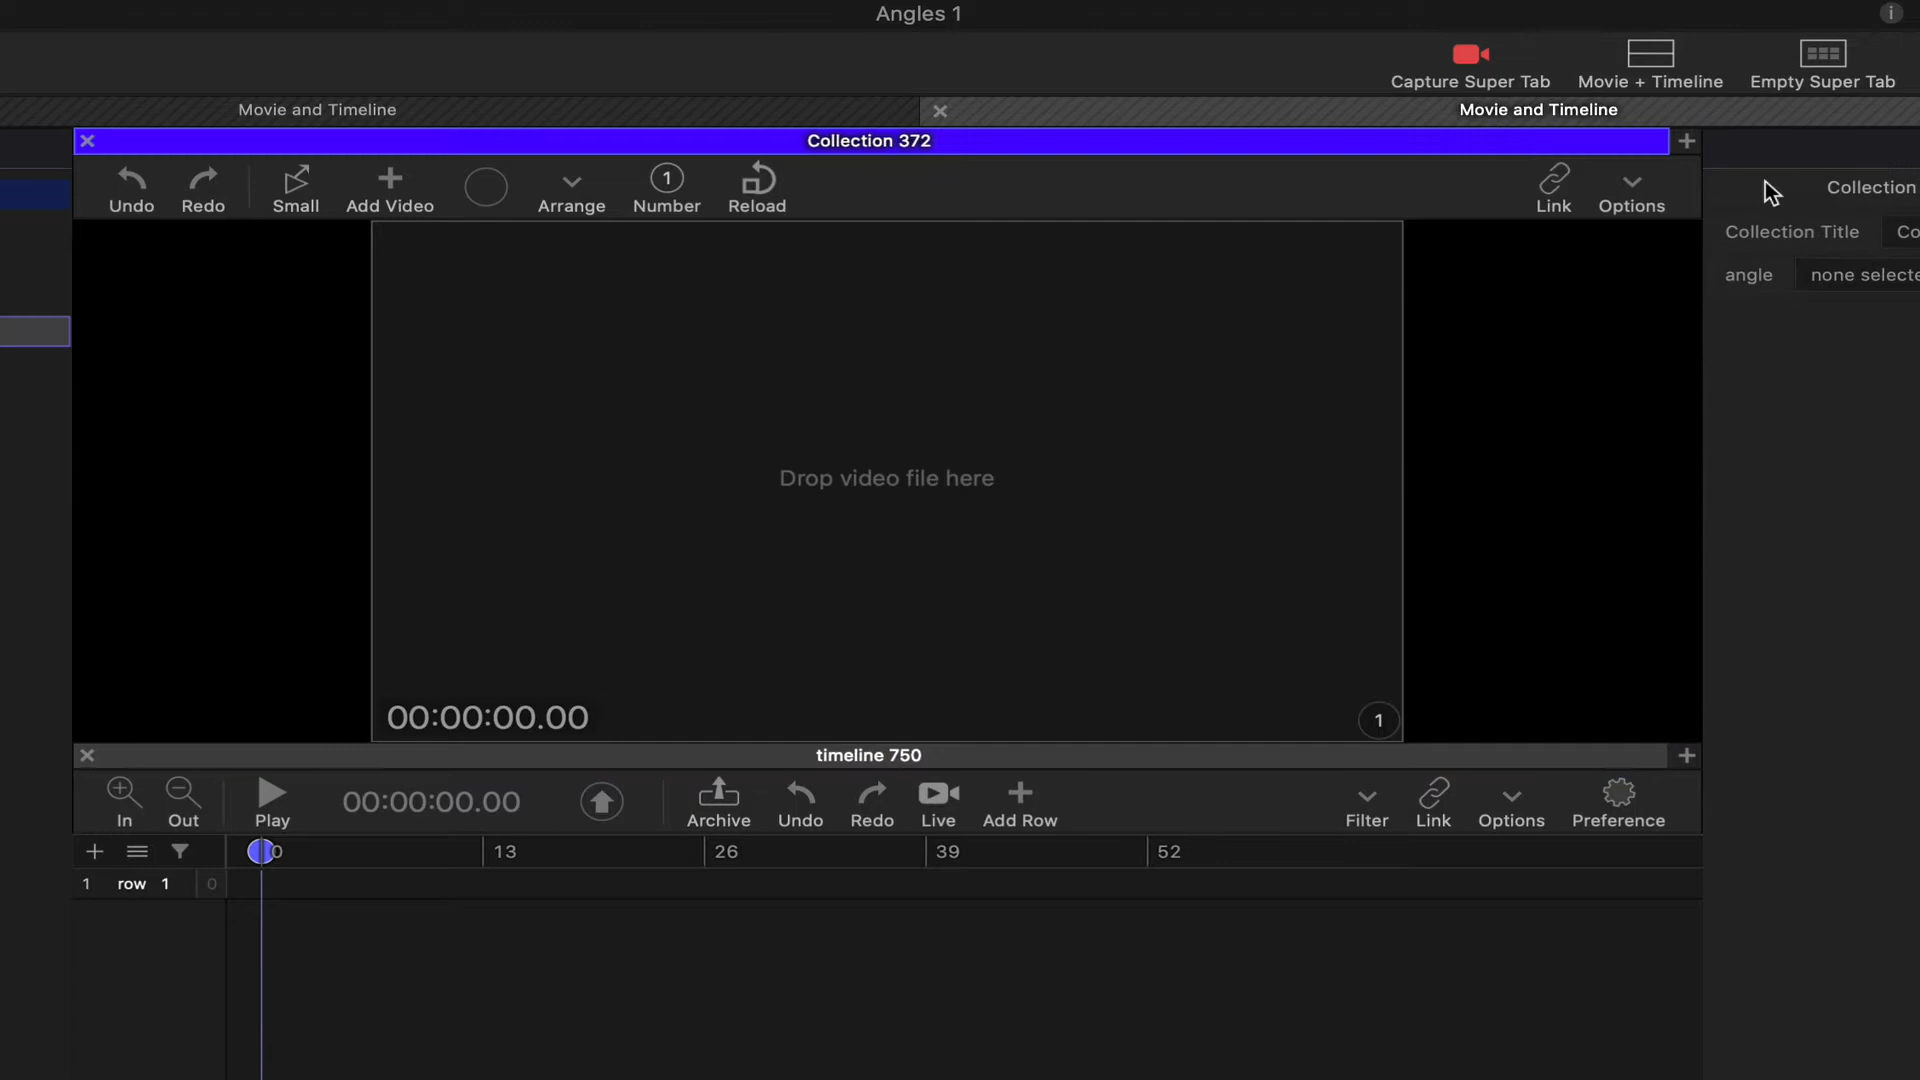 Angles 1
i
Capture Super Tab
Movie + Timeline
Empty Super Tab
Movie and Timeline
Movie and Timeline
Collection 372
Undo
Redo
Small
Add Video
Arrange
1
Number
Reload
Link
Options
Collection
Collection Title
Co
angle
none selecte
Drop video file here
00:00:00.00
1
timeline 750
In
Out
Play
00:00:00.00
Archive
Undo
Redo
Live
Add Row
Filter
Link
Options
Preference
0
13
26
39
52
1 row 1 0